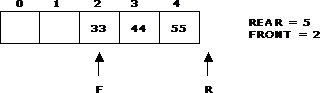 0 1 2 3 4
REAR = 5
FRONT = 2
33 44 55
F R